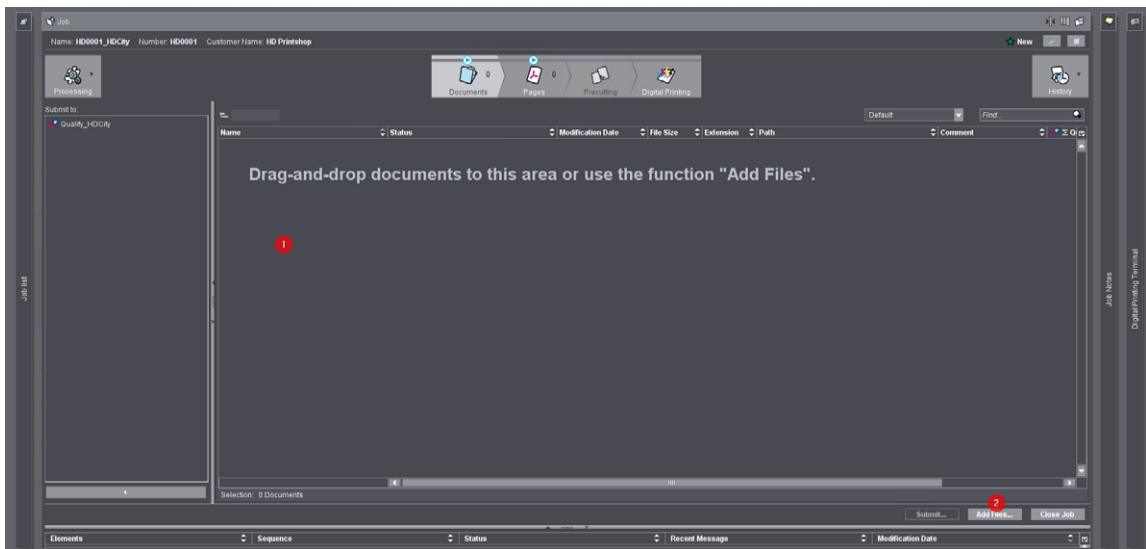 Job
Name: HD0001_HDCity Number: HD0001 Customer Name: HD Printshop
New
Processing
Documents 0
Pages 0
Precutting
Digital Printing
History
Submit to:
Qualify_HDCity
Default
Find...
Name Status Modification Date File Size Extension Path Comment
Drag-and-drop documents to this area or use the function "Add Files".
1
Selection: 0 Documents
2
Submit... Add Files... Close Job
Elements Sequence Status Recent Message Modification Date
Job list
Job Notes
Digital Printing Terminal